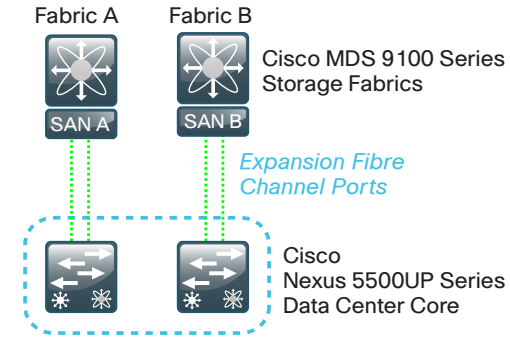 Fabric A
Fabric B
Cisco MDS 9100 Series
Storage Fabrics
SAN A
SAN B
Expansion Fibre
Channel Ports
Cisco
Nexus 5500UP Series
Data Center Core